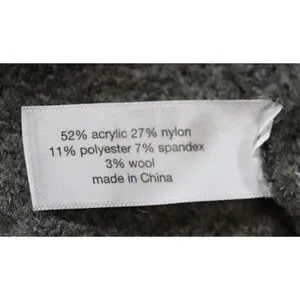 52% acrylic 27% nylon
11% polyester 7% spandex
3% wool
made in China